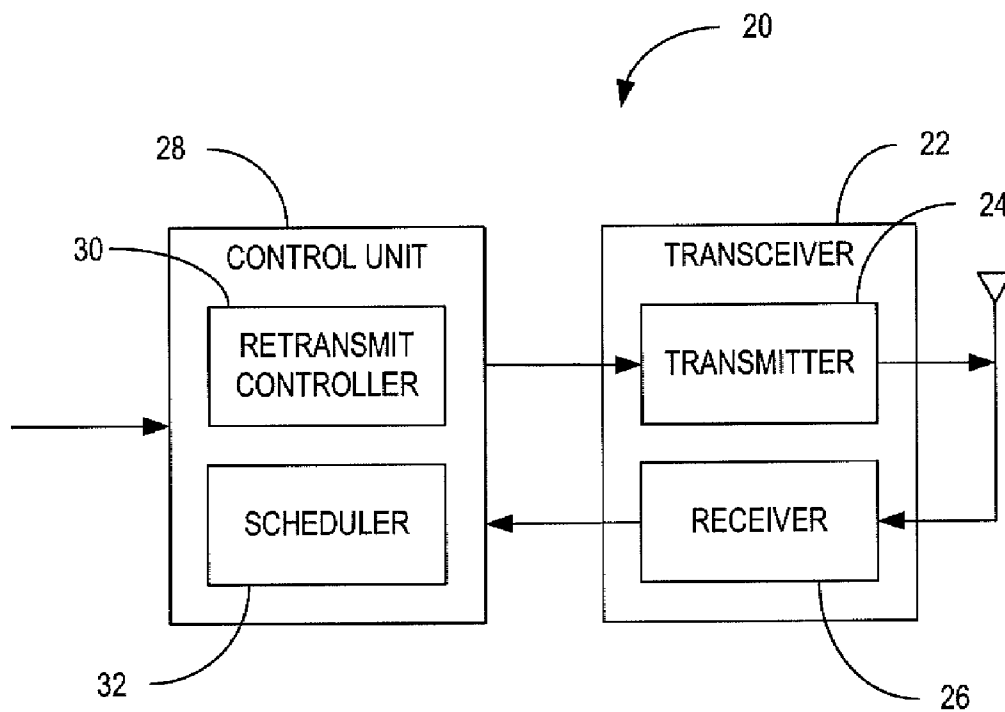 20
28
22
24
30
CONTROL UNIT
TRANSCEIVER
RETRANSMIT
CONTROLLER
TRANSMITTER
SCHEDULER
RECEIVER
32
26